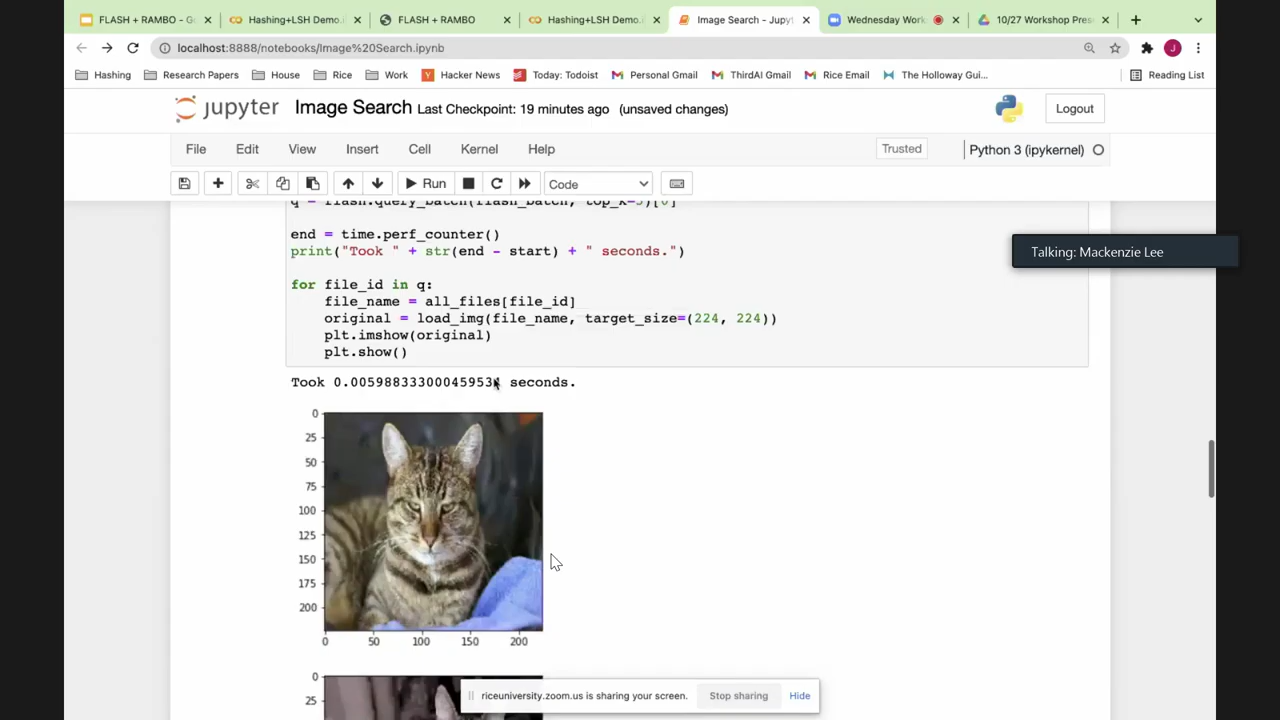 FLASH + RAMBO - G
Hashing+LSH Demo.i
FLASH + RAMBO
Hashing+LSH Demo.i
Image Search - Jupyt
Wednesday Work
10/27 Workshop Pres
localhost:8888/notebooks/Image%20Search.ipynb
J
Hashing
Research Papers
House
Rice
Work
Hacker News
Today: Todoist
Personal Gmail
ThirdAI Gmail
Rice Email
The Holloway Gui...
Reading List
jupyter
Image Search Last Checkpoint: 19 minutes ago (unsaved changes)
Logout
File Edit View Insert Cell Kernel Help
Trusted
Python 3 (ipykernel)
Run
Code
q = flash.query_batch(flash_batch, top_k=5)[0]
end = time.perf_counter()
print("Took " + str(end - start) + " seconds.")
Talking: Mackenzie Lee
for file_id in q:
file_name = all_files[file_id]
original = load_img(file_name, target_size=(224, 224))
plt.imshow(original)
plt.show()
Took seconds.
0
25
50
75
100
125
150
175
200
0 50 100 150 200
0
25
riceuniversity.zoom.us is sharing your screen.
Stop sharing
Hide